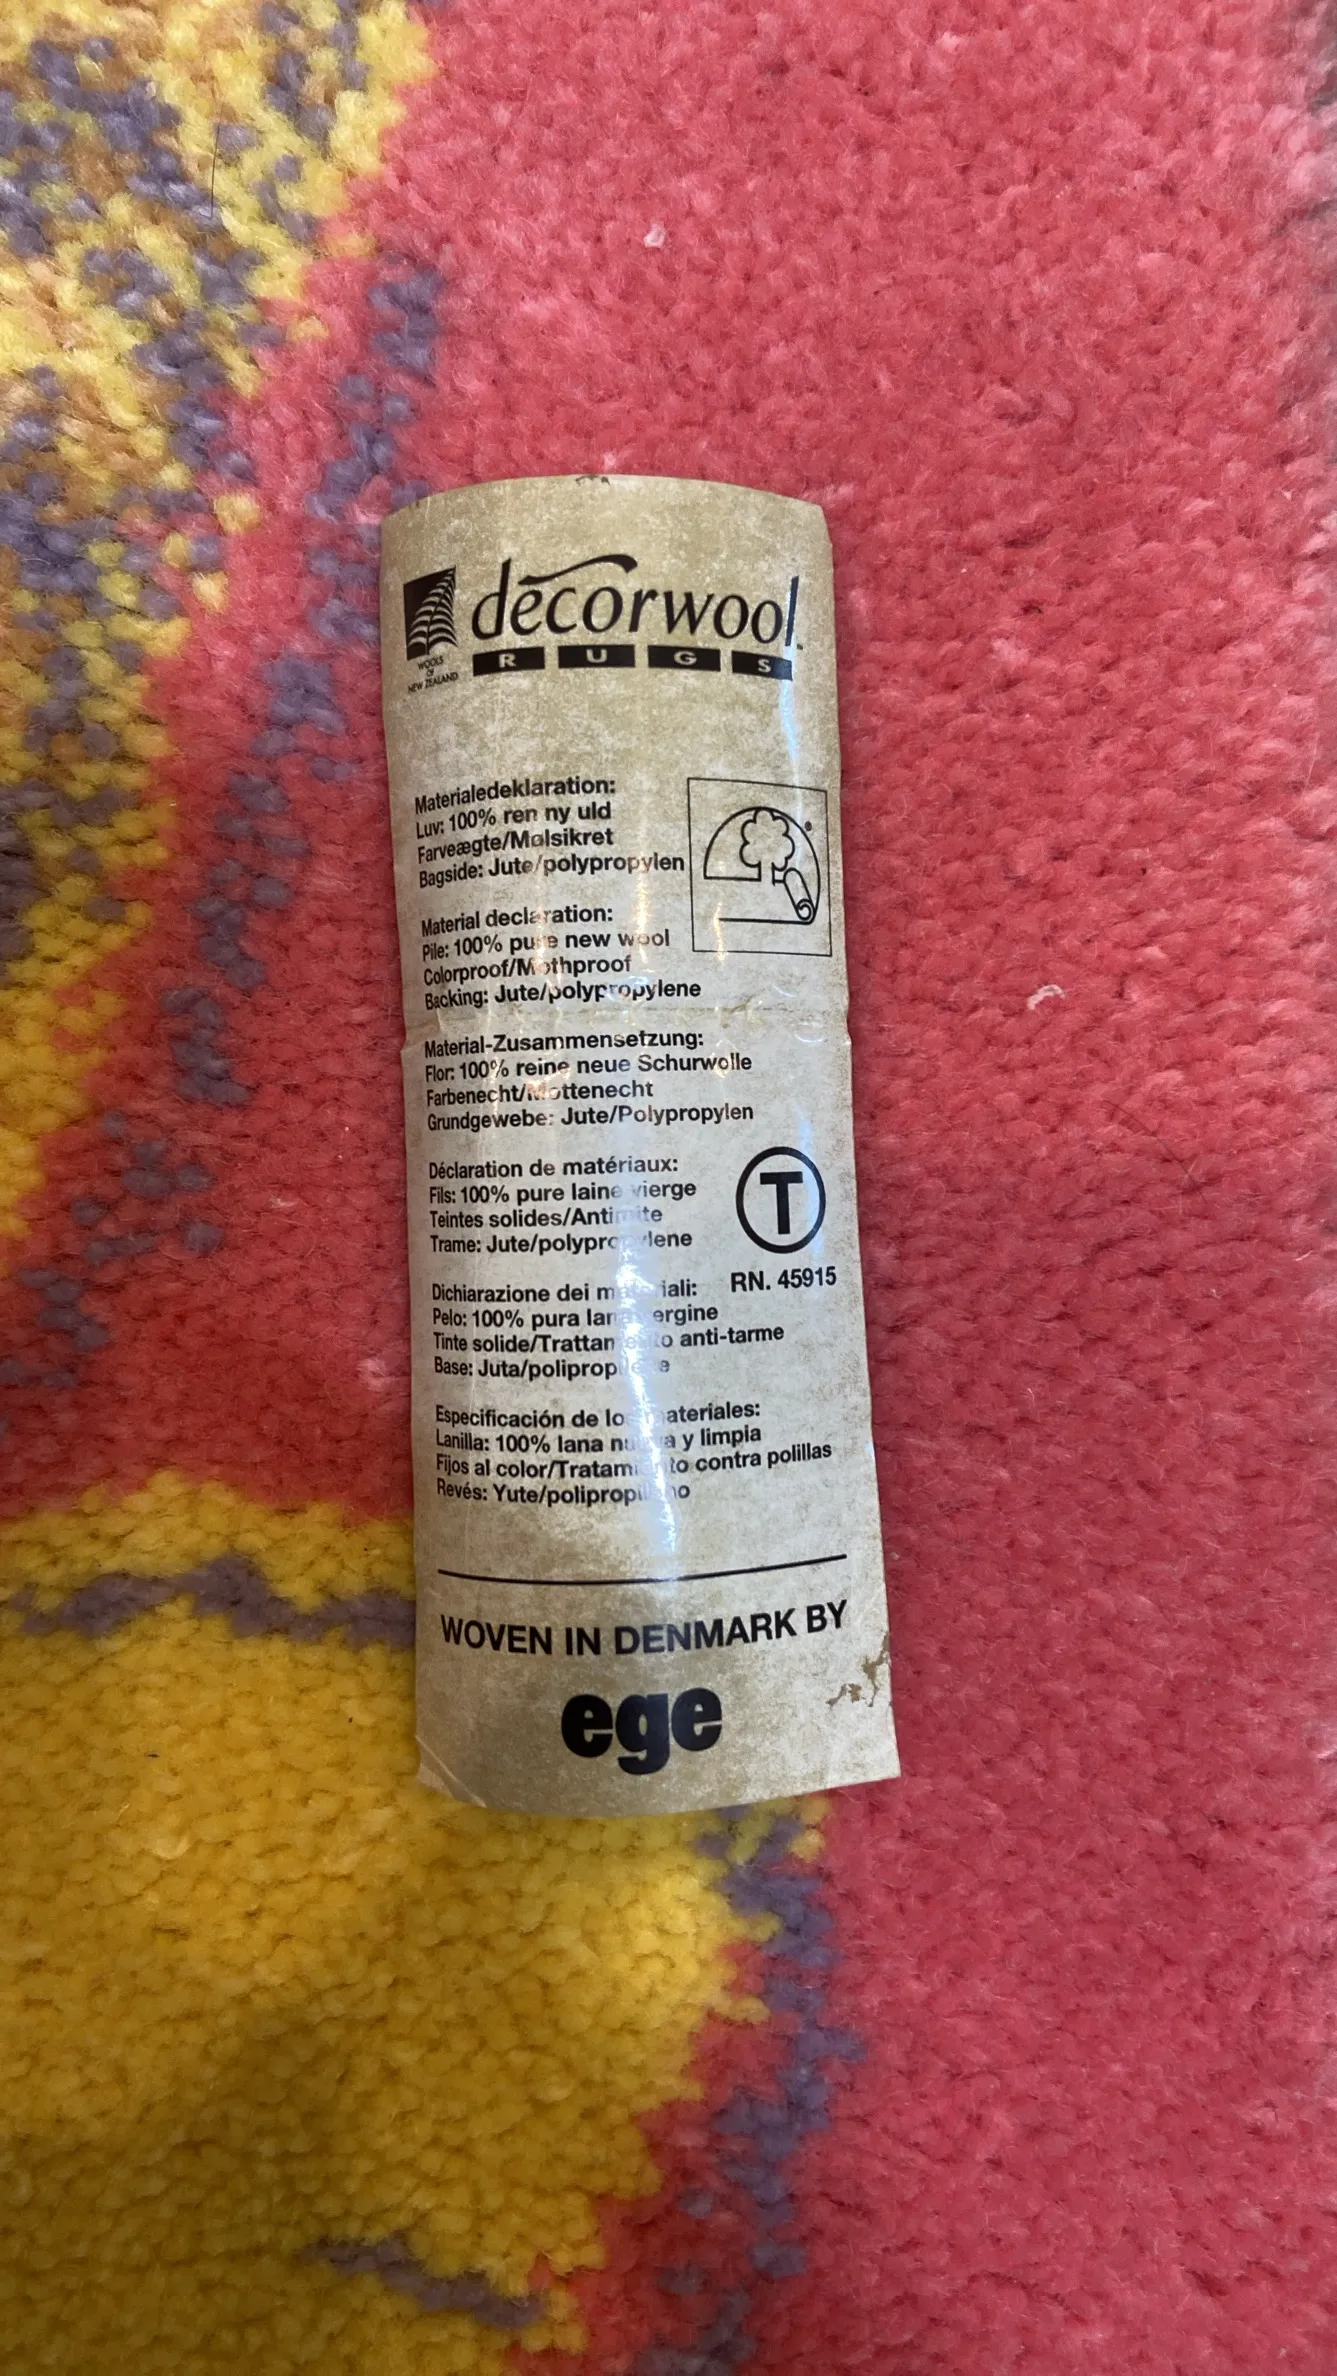 décorwool
RUGS
WOOLS
OF
NEW ZEALAND
Materialedeklaration:
Luv: 100% ren ny uld
Farveægte/Mølsikret
Bagside: Jute/polypropylen
Material declaration:
Pile: 100% pure new wool
Colorproof/Mothproof
Backing: Jute/polypropylene
Material-Zusammensetzung:
Flor: 100% reine neue Schurwolle
Farbenecht/Mottenecht
Grundgewebe: Jute/Polypropylen
Déclaration de matériaux:
Fils: 100% pure laine vierge
Teintes solides/Antimite
Trame: Jute/polypropylene
T
RN. 45915
Dichiarazione dei materiali:
Pelo: 100% pura lana vergine
Tinte solide/Trattamento anti-tarme
Base: Juta/polipropilene
Especificación de los materiales:
Lanilla: 100% lana nueva y limpia
Fijos al color/Tratamiento contra polillas
Revés: Yute/polipropileno
WOVEN IN DENMARK BY
ege